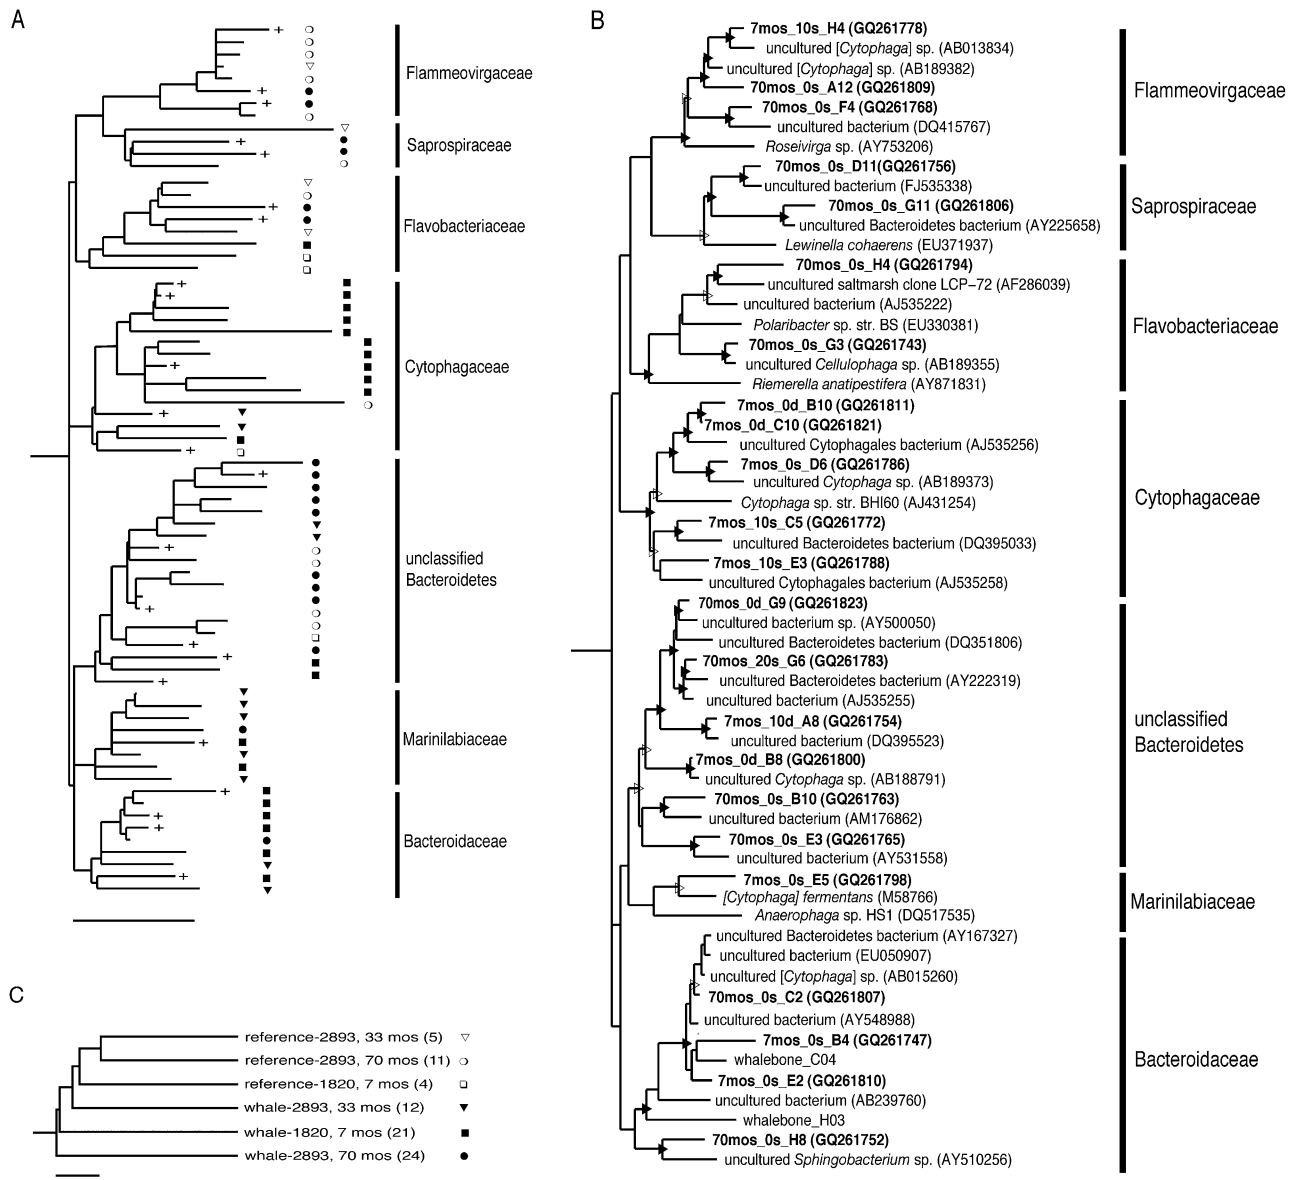 A
Flammeovirgaceae
Saprospiraceae
Flavobacteriaceae
Cytophagaceae
unclassified
Bacteroidetes
Marinilabiaceae
Bacteroidaceae
B
7mos_10s_H4 (GQ261778)
uncultured [Cytophaga] sp. (AB013834)
uncultured [Cytophaga] sp. (AB189382)
70mos_0s_A12 (GQ261809)
70mos_0s_F4 (GQ261768)
uncultured bacterium (DQ415767)
Roseivirga sp. (AY753206)
Flammeovirgaceae
70mos_0s_D11(GQ261756)
uncultured bacterium (FJ535338)
70mos_0s_G11 (GQ261806)
uncultured Bacteroidetes bacterium (AY225658)
Lewinella cohaerens (EU371937)
Saprospiraceae
70mos_0s_H4 (GQ261794)
uncultured saltmarsh clone LCP−72 (AF286039)
uncultured bacterium (AJ535222)
Polaribacter sp. str. BS (EU330381)
70mos_0s_G3 (GQ261743)
uncultured Cellulophaga sp. (AB189355)
Riemerella anatipestifera (AY871831)
Flavobacteriaceae
7mos_0d_B10 (GQ261811)
7mos_0d_C10 (GQ261821)
uncultured Cytophagales bacterium (AJ535256)
7mos_0s_D6 (GQ261786)
uncultured Cytophaga sp. (AB189373)
Cytophaga sp. str. BHI60 (AJ431254)
7mos_10s_C5 (GQ261772)
uncultured Bacteroidetes bacterium (DQ395033)
7mos_10s_E3 (GQ261788)
uncultured Cytophagales bacterium (AJ535258)
Cytophagaceae
70mos_0d_G9 (GQ261823)
uncultured bacterium sp. (AY500050)
uncultured Bacteroidetes bacterium (DQ351806)
70mos_20s_G6 (GQ261783)
uncultured Bacteroidetes bacterium (AY222319)
uncultured bacterium (AJ535255)
7mos_10d_A8 (GQ261754)
uncultured bacterium (DQ395523)
7mos_0d_B8 (GQ261800)
uncultured Cytophaga sp. (AB188791)
70mos_0s_B10 (GQ261763)
uncultured bacterium (AM176862)
70mos_0s_E3 (GQ261765)
uncultured bacterium (AY531558)
unclassified
Bacteroidetes
7mos_0s_E5 (GQ261798)
[Cytophaga] fermentans (M58766)
Anaerophaga sp. HS1 (DQ517535)
Marinilabiaceae
uncultured Bacteroidetes bacterium (AY167327)
uncultured bacterium (EU050907)
uncultured [Cytophaga] sp. (AB015260)
70mos_0s_C2 (GQ261807)
uncultured bacterium (AY548988)
7mos_0s_B4 (GQ261747)
whalebone_C04
7mos_0s_E2 (GQ261810)
uncultured bacterium (AB239760)
whalebone_H03
70mos_0s_H8 (GQ261752)
uncultured Sphingobacterium sp. (AY510256)
Bacteroidaceae
C
reference-2893, 33 mos (5)
reference-2893, 70 mos (11)
reference-1820, 7 mos (4)
whale-2893, 33 mos (12)
whale-1820, 7 mos (21)
whale-2893, 70 mos (24)